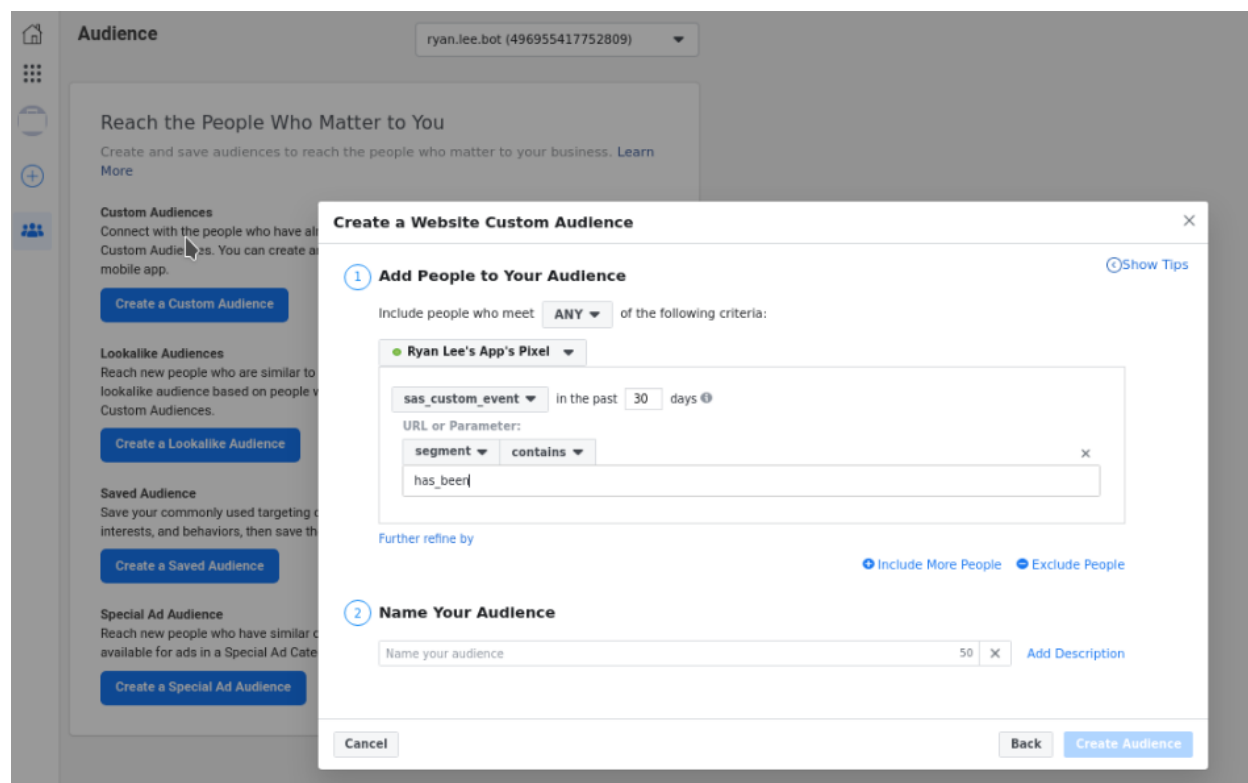 Audience
ryan.lee.bot (496955417752809)
Reach the People Who Matter to You
Create and save audiences to reach the people who matter to your business. Learn
More
Custom Audiences
Connect with the people who have
Custom Audiences. You can create
mobile app.
Create a Custom Audience
Lookalike Audiences
Reach new people who are similar to
lookalike audience based on people
Custom Audiences.
Create a Lookalike Audience
Saved Audience
Save your commonly used targeting
interests, and behaviors, then save
Create a Saved Audience
Special Ad Audience
Reach new people who have similar
available for ads in a Special Ad
Create a Special Ad Audience
Create a Website Custom Audience
Show Tips
1 Add People to Your Audience
Include people who meet ANY of the following criteria:
Ryan Lee's App's Pixel
sas_custom_event in the past 30 days
URL or Parameter:
segment contains
has_been
Further refine by
Include More People Exclude People
2 Name Your Audience
Name your audience 50 Add Description
Cancel Back Create Audience